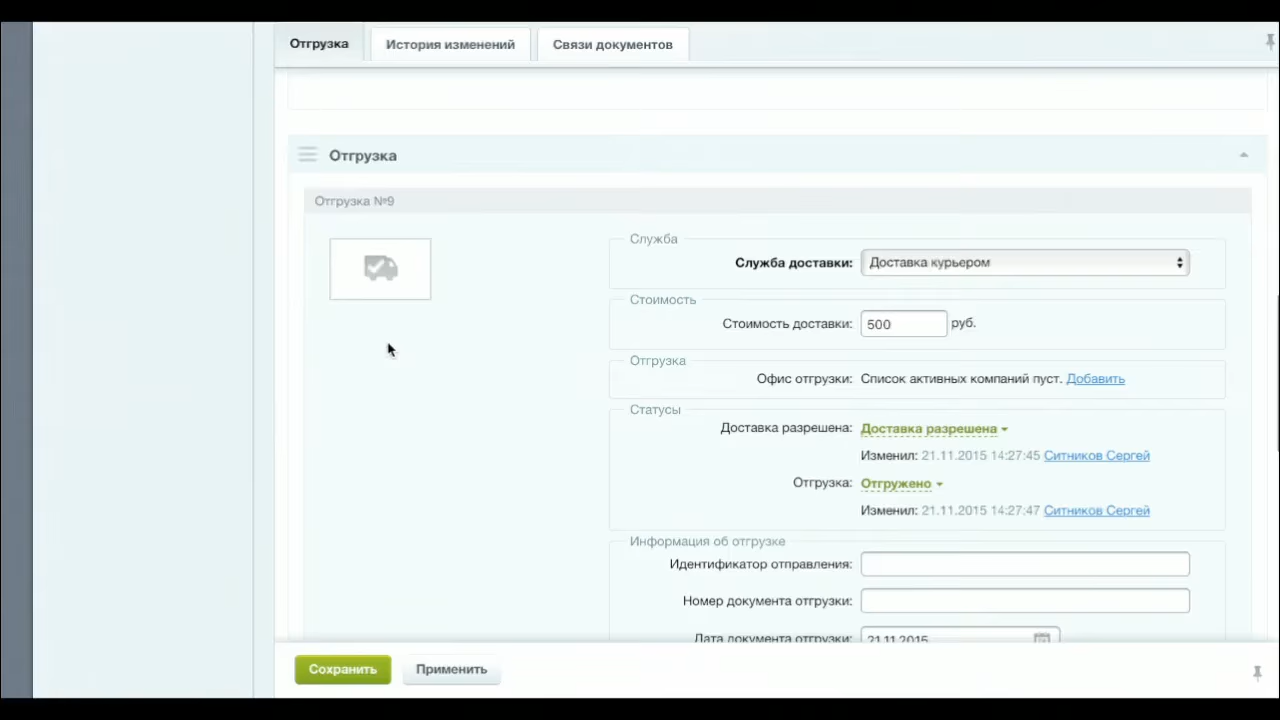 Отгрузка
История изменений
Связи документов
Отгрузка
Отгрузка №9
Служба
Служба доставки: Доставка курьером
Стоимость
Стоимость доставки: 500 руб.
Отгрузка
Офис отгрузки: Список активных компаний пуст. Добавить
Статусы
Доставка разрешена: Доставка разрешена
Изменил: 21.11.2015 14:27:45 Ситников Сергей
Отгрузка: Отгружено
Изменил: 21.11.2015 14:27:47 Ситников Сергей
Информация об отгрузке
Идентификатор отправления:
Номер документа отгрузки:
Дата документа отгрузки: 21.11.2015
Сохранить
Применить